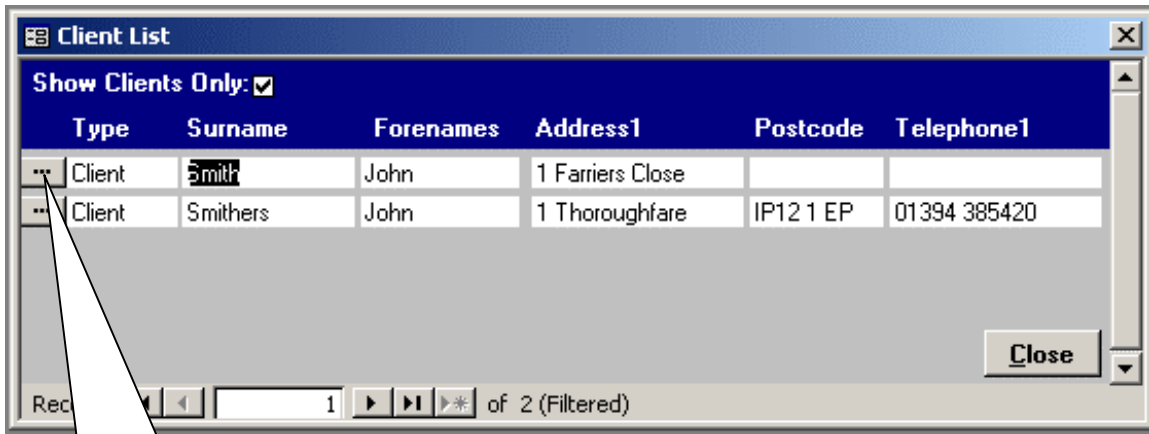 Client List
Show Clients Only:
Type Surname Forenames Address1 Postcode Telephone1
... Client Smith John 1 Farriers Close
... Client Smithers John 1 Thoroughfare IP12 1 EP 01394 385420
Close
1 of 2 (Filtered)